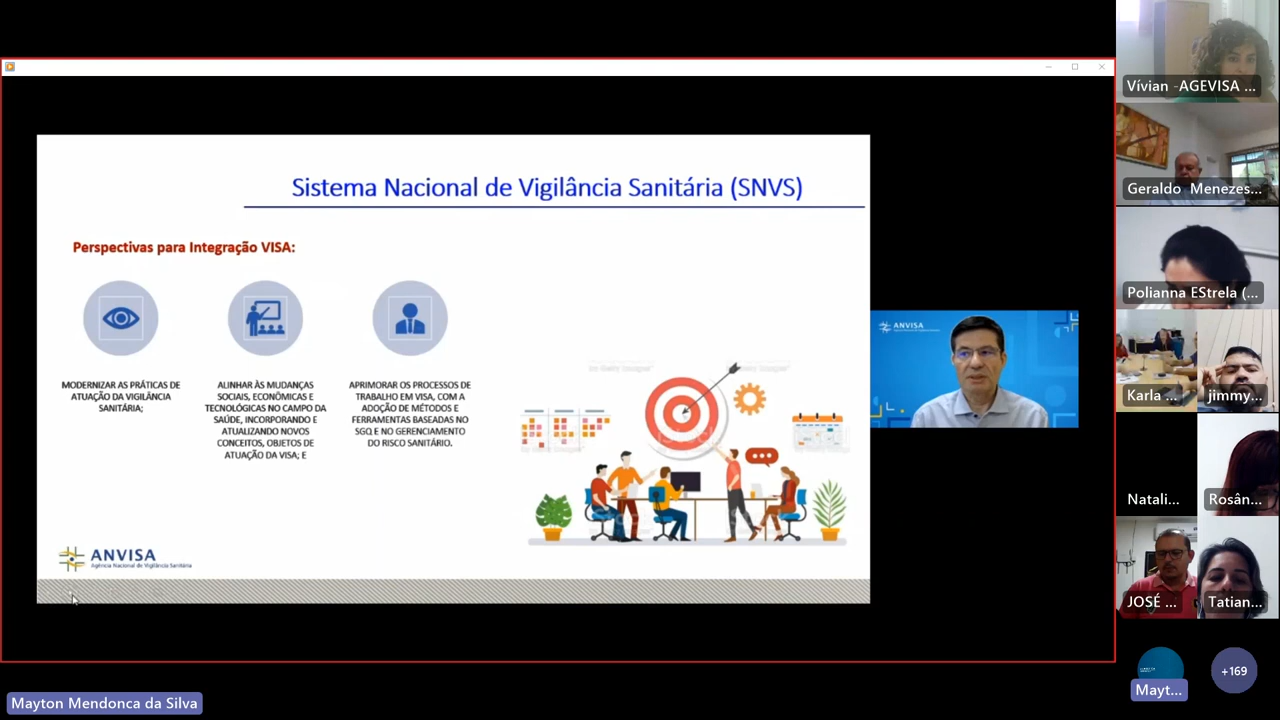 Sistema Nacional de Vigilância Sanitária (SNVS)
Perspectivas para Integração VISA:
MODERNIZAR AS PRÁTICAS DE
ATUAÇÃO DA VIGILÂNCIA
SANITÁRIA;
ALINHAR ÀS MUDANÇAS
SOCIAIS, ECONÔMICAS E
TECNOLÓGICAS NO CAMPO DA
SAÚDE, INCORPORANDO E
ATUALIZANDO NOVOS
CONCEITOS, OBJETOS DE
ATUAÇÃO DA VISA; E
APRIMORAR OS PROCESSOS DE
TRABALHO EM VISA, COM A
ADOÇÃO DE MÉTODOS E
FERRAMENTAS BASEADAS NO
SGQ E NO GERENCIAMENTO
DO RISCO SANITÁRIO.
ANVISA
Agência Nacional de Vigilância Sanitária
ANVISA
Vívian -AGEVISA ...
Geraldo Menezes...
Polianna EStrela (...
Karla ...
jimmy...
Natali...
Rosân...
JOSÉ ...
Tatian...
Mayt...
+169
Mayton Mendonca da Silva